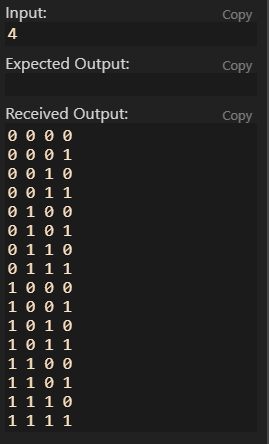 Input:
Copy
4
Expected Output:
Copy
Received Output:
Copy
0 0 0 0
0 0 0 1
0 0 1 0
0 0 1 1
0 1 0 0
0 1 0 1
0 1 1 0
0 1 1 1
1 0 0 0
1 0 0 1
1 0 1 0
1 0 1 1
1 1 0 0
1 1 0 1
1 1 1 0
1 1 1 1